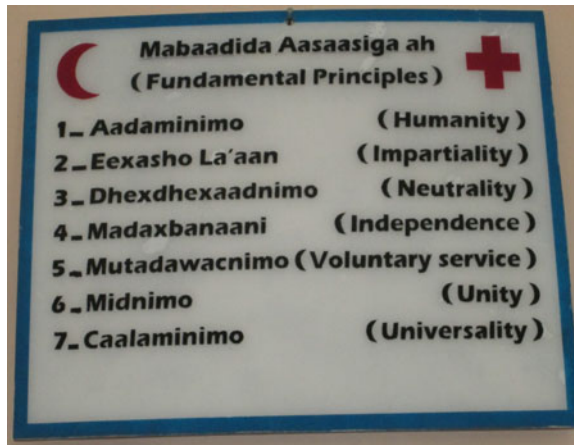 Mabaadida Aasaasiga ah
(Fundamental Principles)
1_ Aadaminimo (Humanity)
2_ Eexasho La'aan (Impartiality)
3_ Dhexdhexaadnimo (Neutrality)
4_ Madaxbanaani (Independence)
5_ Mutadawacnimo (Voluntary service)
6_ Midnimo (Unity)
7_ Caalaminimo (Universality)